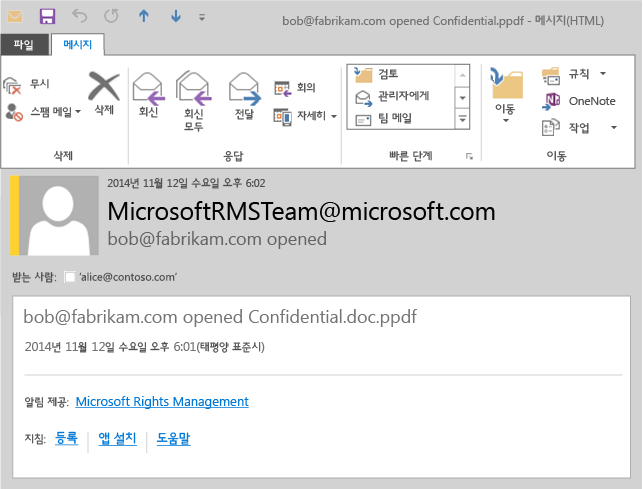 bob@fabrikam.com opened Confidential.ppdf - 메시지(HTML)
파일 메시지
무시
스팸 메일
삭제
삭제
회신
회신 모두
전달
회의
자세히
응답
검토
관리자에게
팀 메일
빠른 단계
이동
규칙
OneNote
작업
이동
2014년 11월 12일 수요일 오후 6:02
MicrosoftRMSTeam@microsoft.com
bob@fabrikam.com opened
받는 사람: 'alice@contoso.com'
bob@fabrikam.com opened Confidential.doc.ppdf
2014년 11월 12일 수요일 오후 6:01(태평양 표준시)
알림 제공: Microsoft Rights Management
지침: 등록 앱 설치 도움말